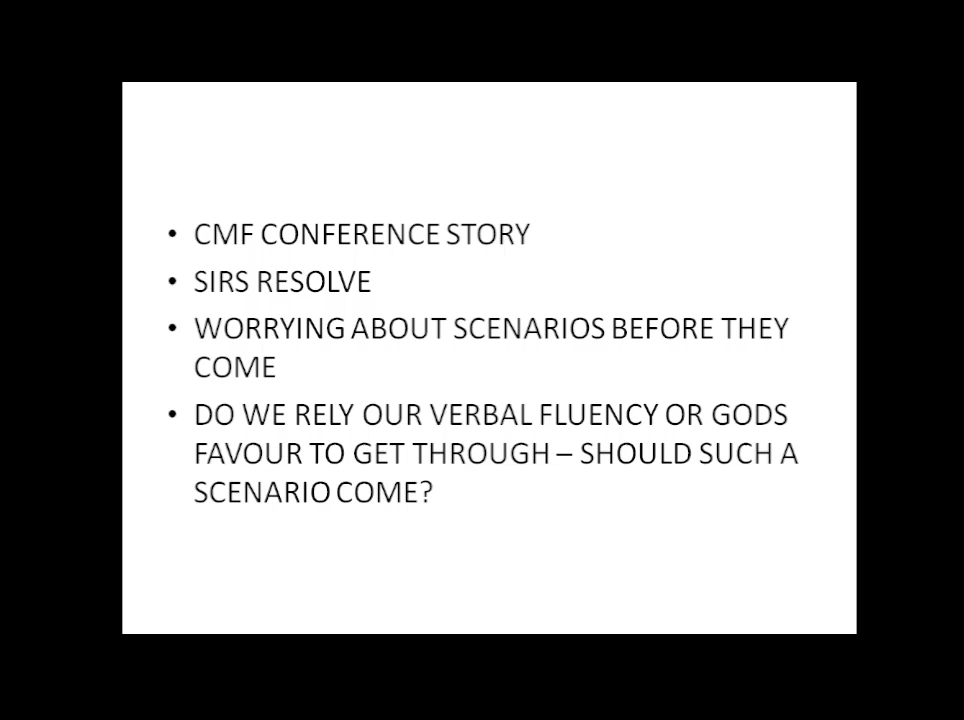 • CMF CONFERENCE STORY
• SIRS RESOLVE
• WORRYING ABOUT SCENARIOS BEFORE THEY
COME
• DO WE RELY OUR VERBAL FLUENCY OR GODS
FAVOUR TO GET THROUGH – SHOULD SUCH A
SCENARIO COME?